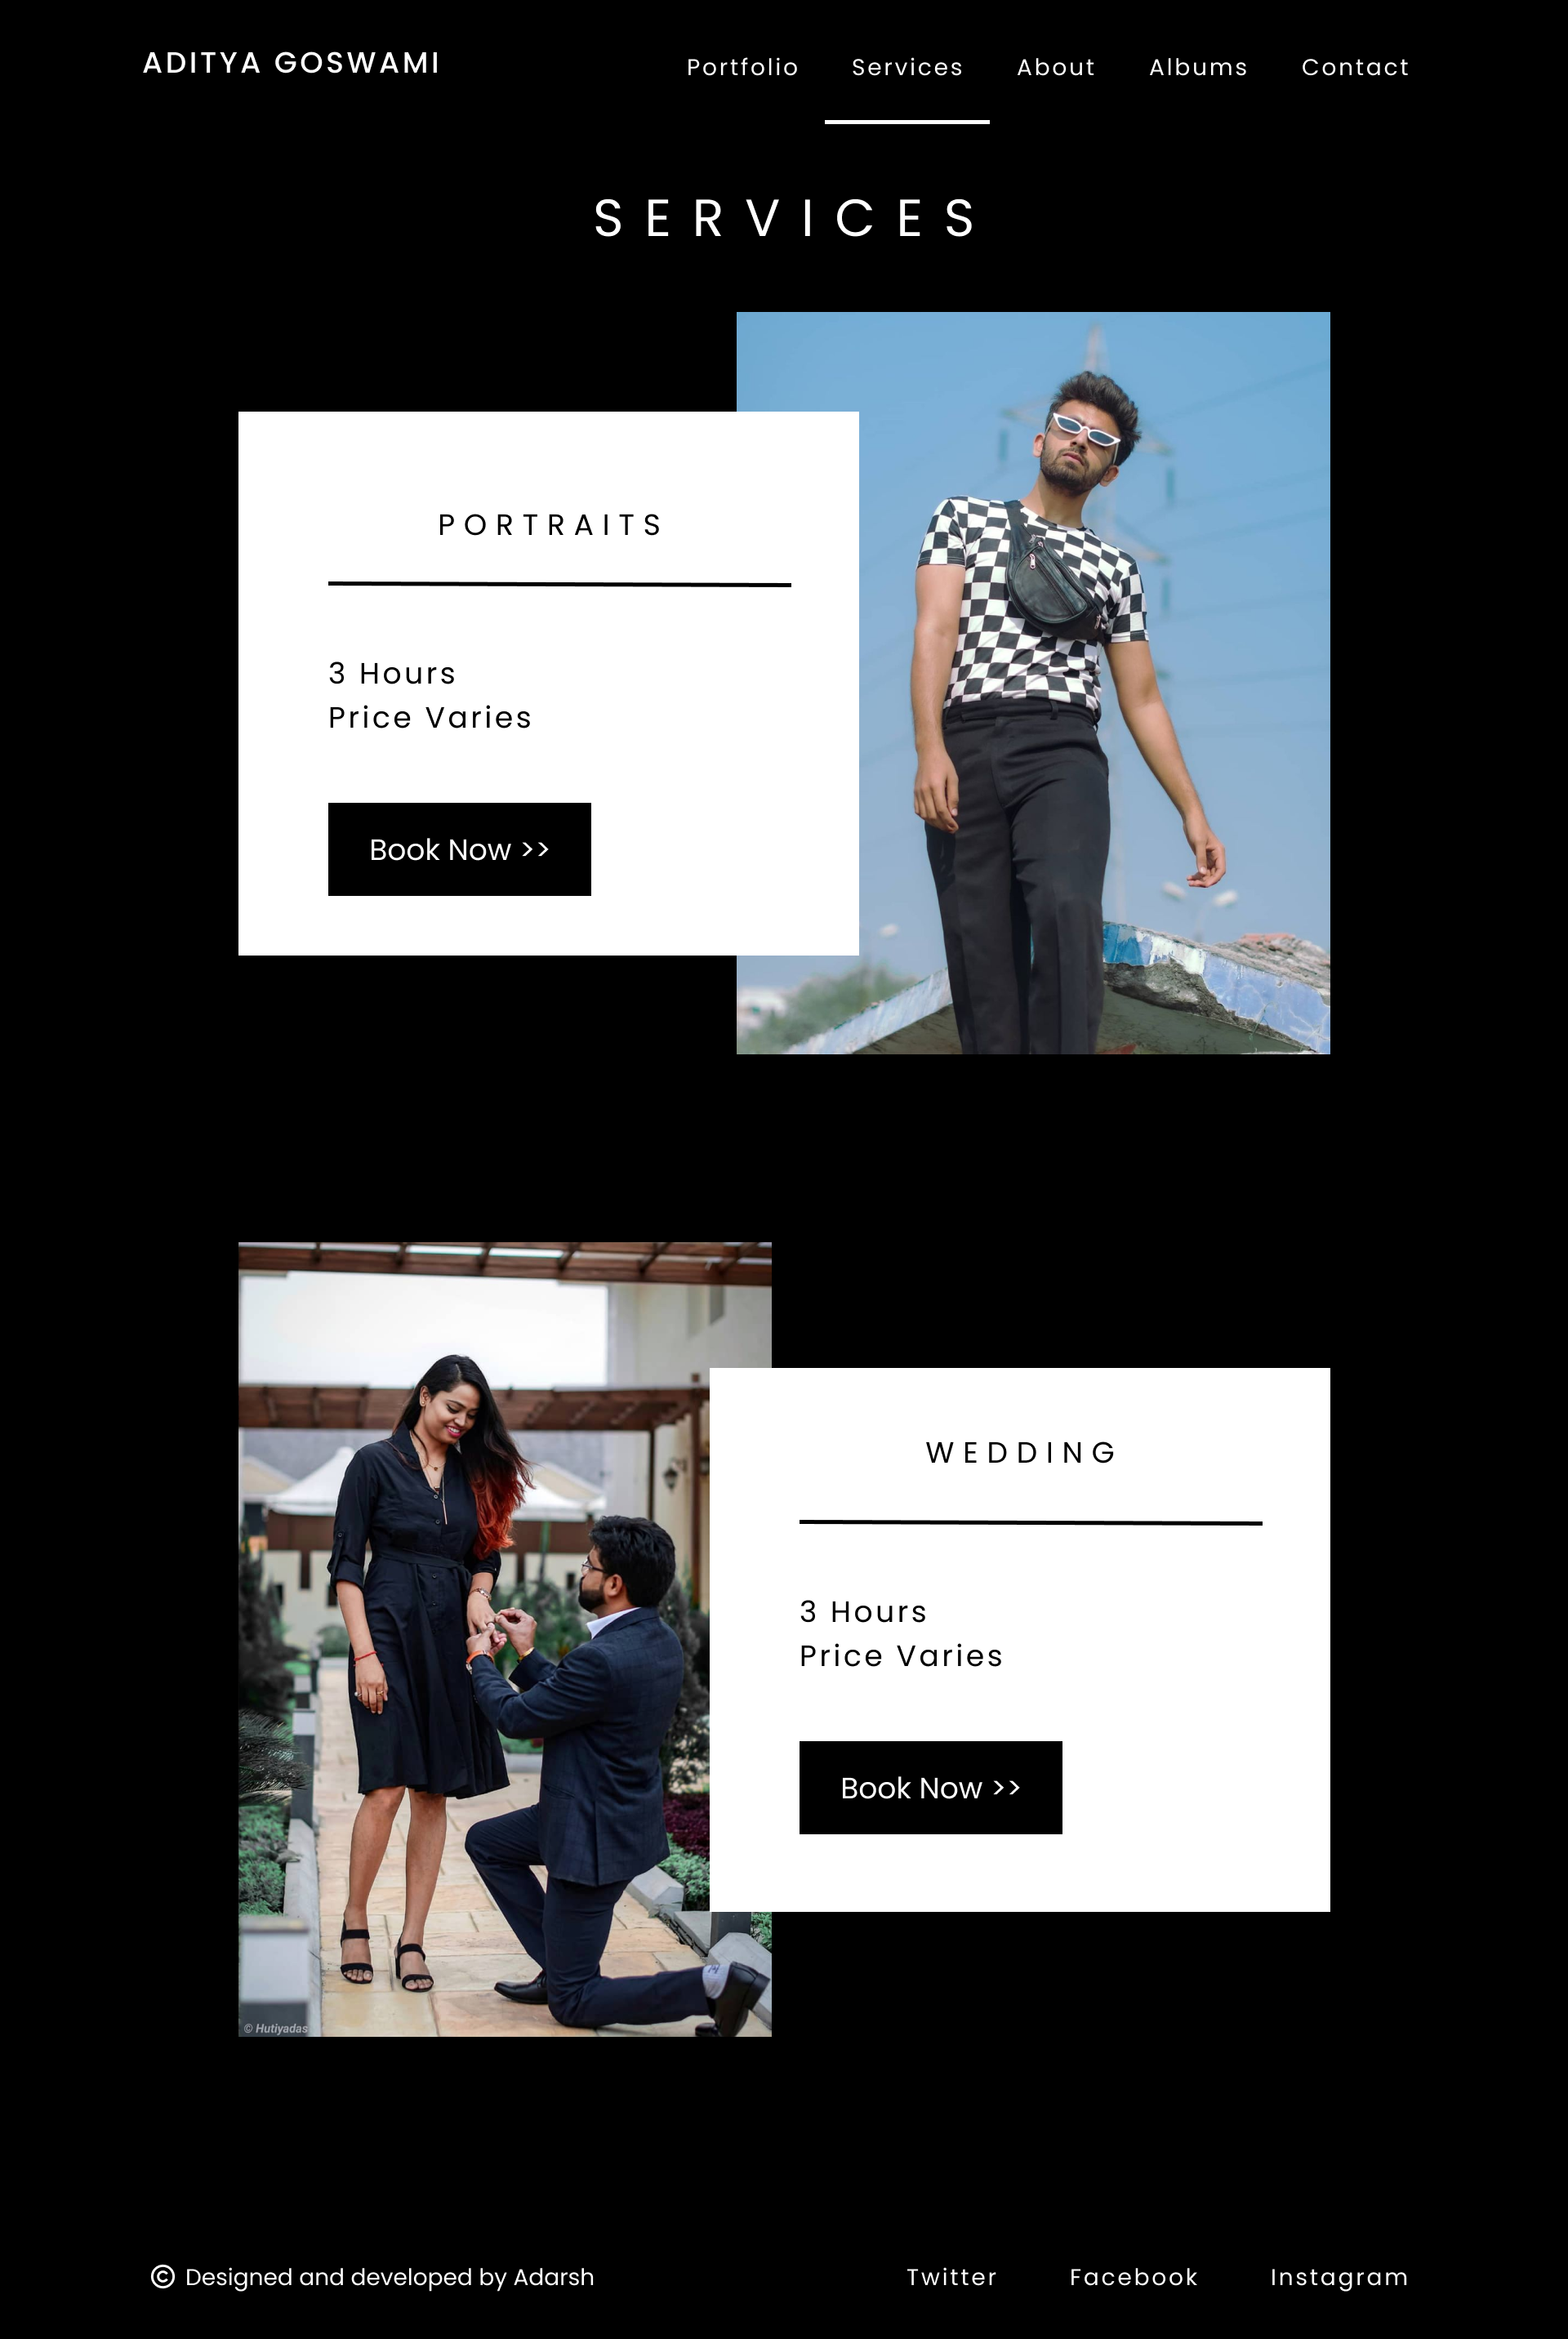 ADITYA GOSWAMI
Portfolio Services About Albums Contact
SERVICES
PORTRAITS
3 Hours
Price Varies
Book Now >>
WEDDING
3 Hours
Price Varies
Book Now >>
© Hutiyadas
© Designed and developed by Adarsh
Twitter Facebook Instagram